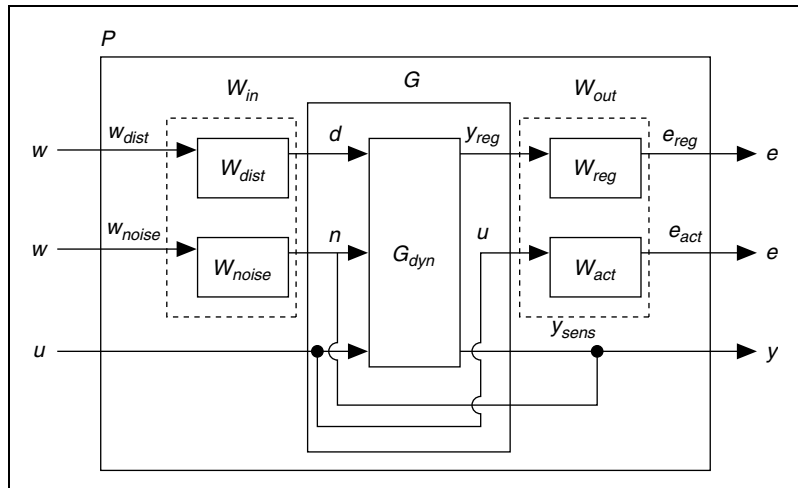 P
W_in G W_out
w w_dist W_dist d y_reg W_reg e_reg e
w w_noise W_noise n G_dyn u W_act e_act e
u y_sens y